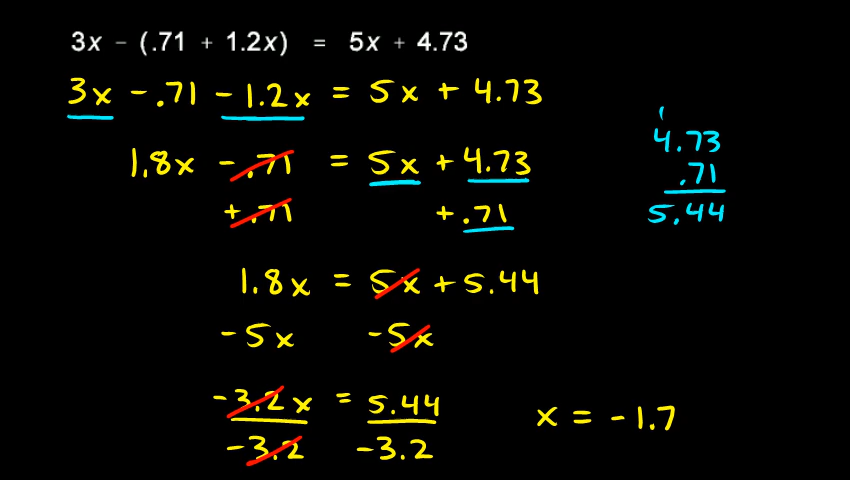 3x - (.71 + 1.2x) = 5x + 4.73
3x - .71 - 1.2x = 5x + 4.73
1.8x - .71 = 5x + 4.73
+ .71 + .71
1.8x = 5x + 5.44
- 5x - 5x
-3.2x = 5.44
-3.2 -3.2
x = -1.7
1
4.73
.71
5.44